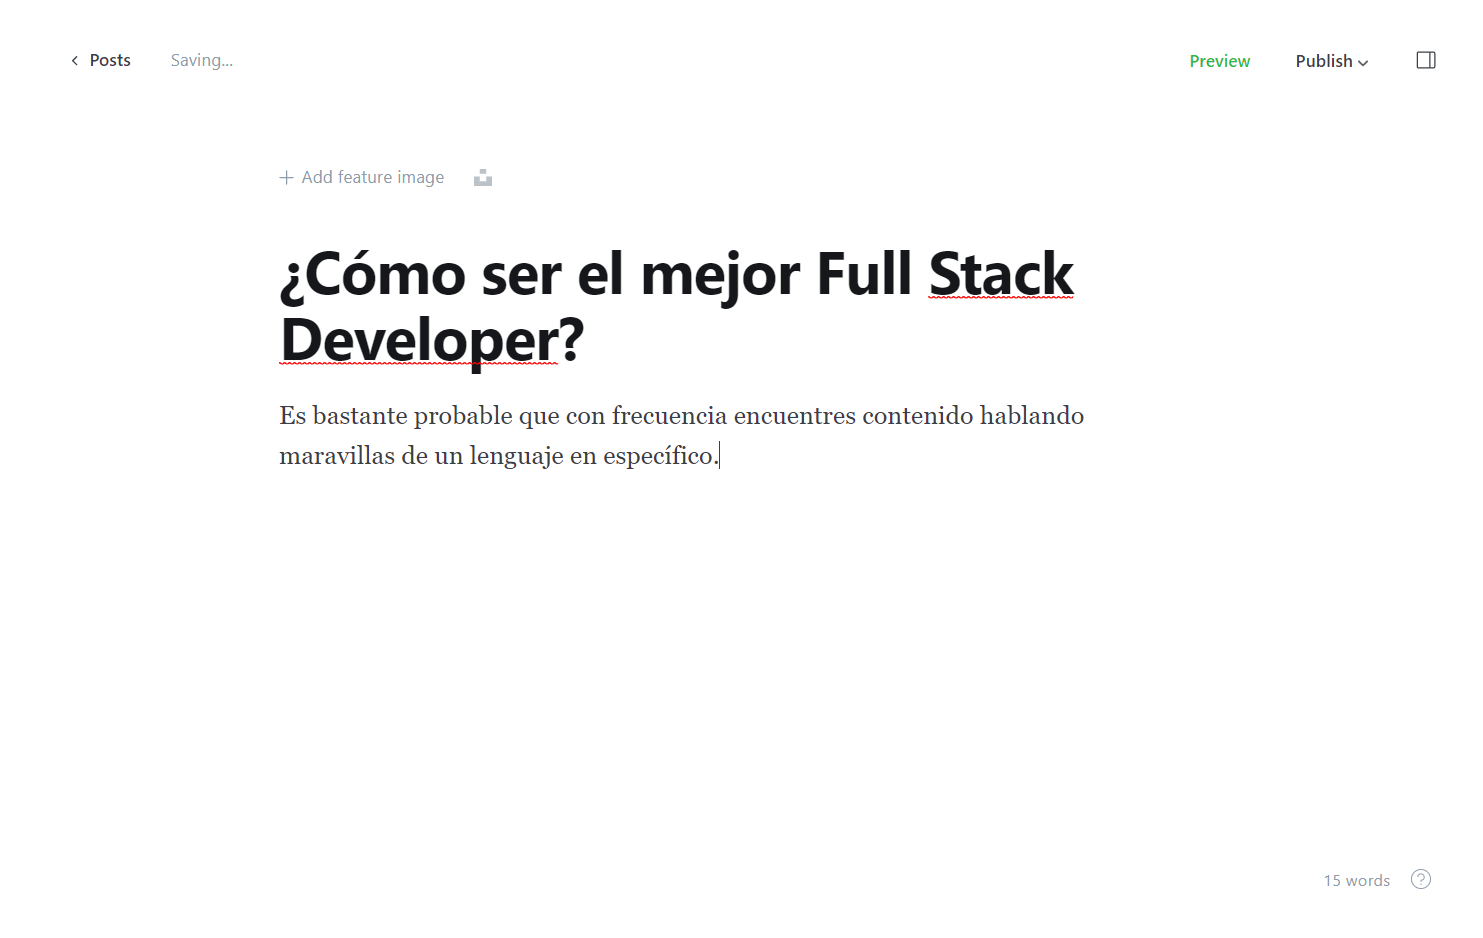 Posts
Saving...
Preview
Publish
Add feature image
¿Cómo ser el mejor Full Stack
Developer?
Es bastante probable que con frecuencia encuentres contenido hablando
maravillas de un lenguaje en específico.
15 words
?